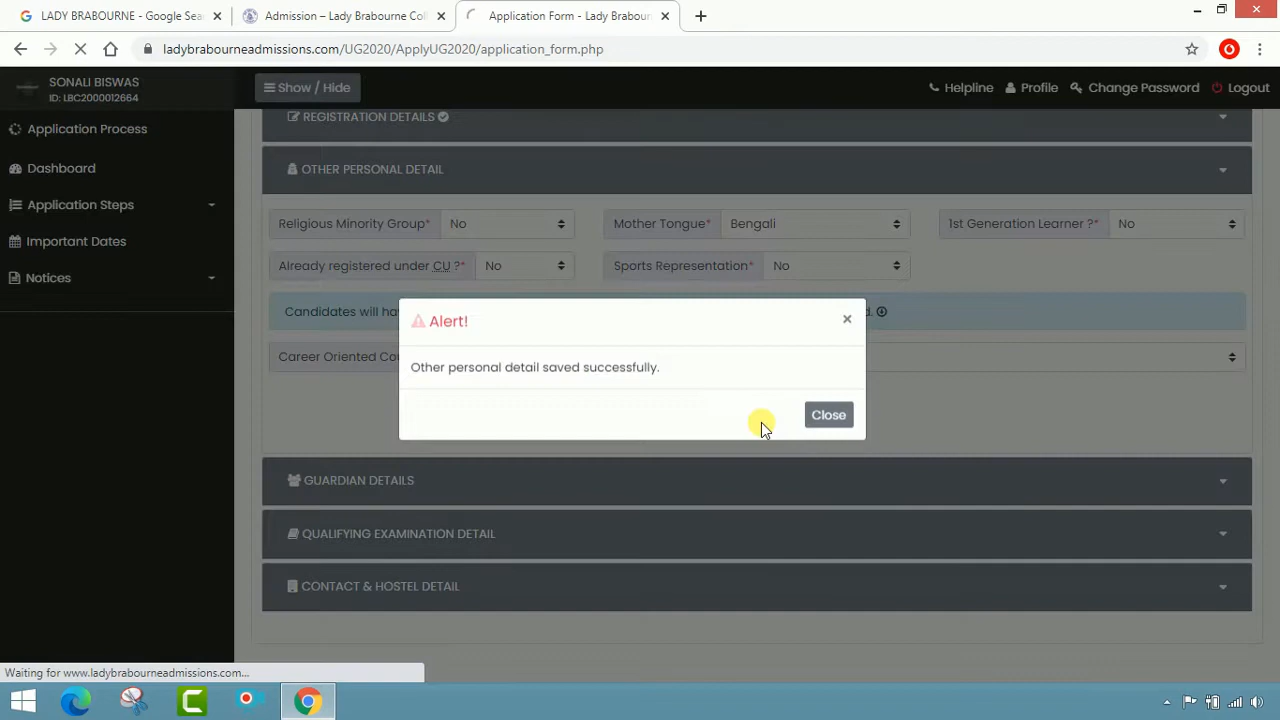 LADY BRABOURNE - Google Sea
Admission – Lady Brabourne Coll
Application Form - Lady Brabourn
ladybrabourneadmissions.com/UG2020/ApplyUG2020/application_form.php
SONALI BISWAS
ID: LBC2000012664
Show / Hide
Helpline
Profile
Change Password
Logout
Application Process
Dashboard
Application Steps
Important Dates
Notices
REGISTRATION DETAILS
OTHER PERSONAL DETAIL
Religious Minority Group* No
Mother Tongue* Bengali
1st Generation Learner ?* No
Already registered under CU ?* No
Sports Representation* No
Candidates will ha
d.
Career Oriented Co
Alert!
×
Other personal detail saved successfully.
Close
GUARDIAN DETAILS
QUALIFYING EXAMINATION DETAIL
CONTACT & HOSTEL DETAIL
Waiting for www.ladybrabourneadmissions.com...